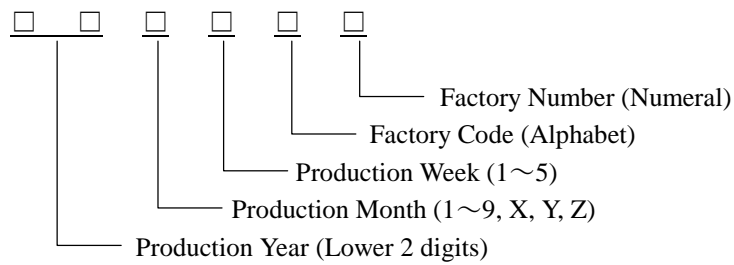 □ □ □ □ □ □
Factory Number (Numeral)
Factory Code (Alphabet)
Production Week (1～5)
Production Month (1～9, X, Y, Z)
Production Year (Lower 2 digits)